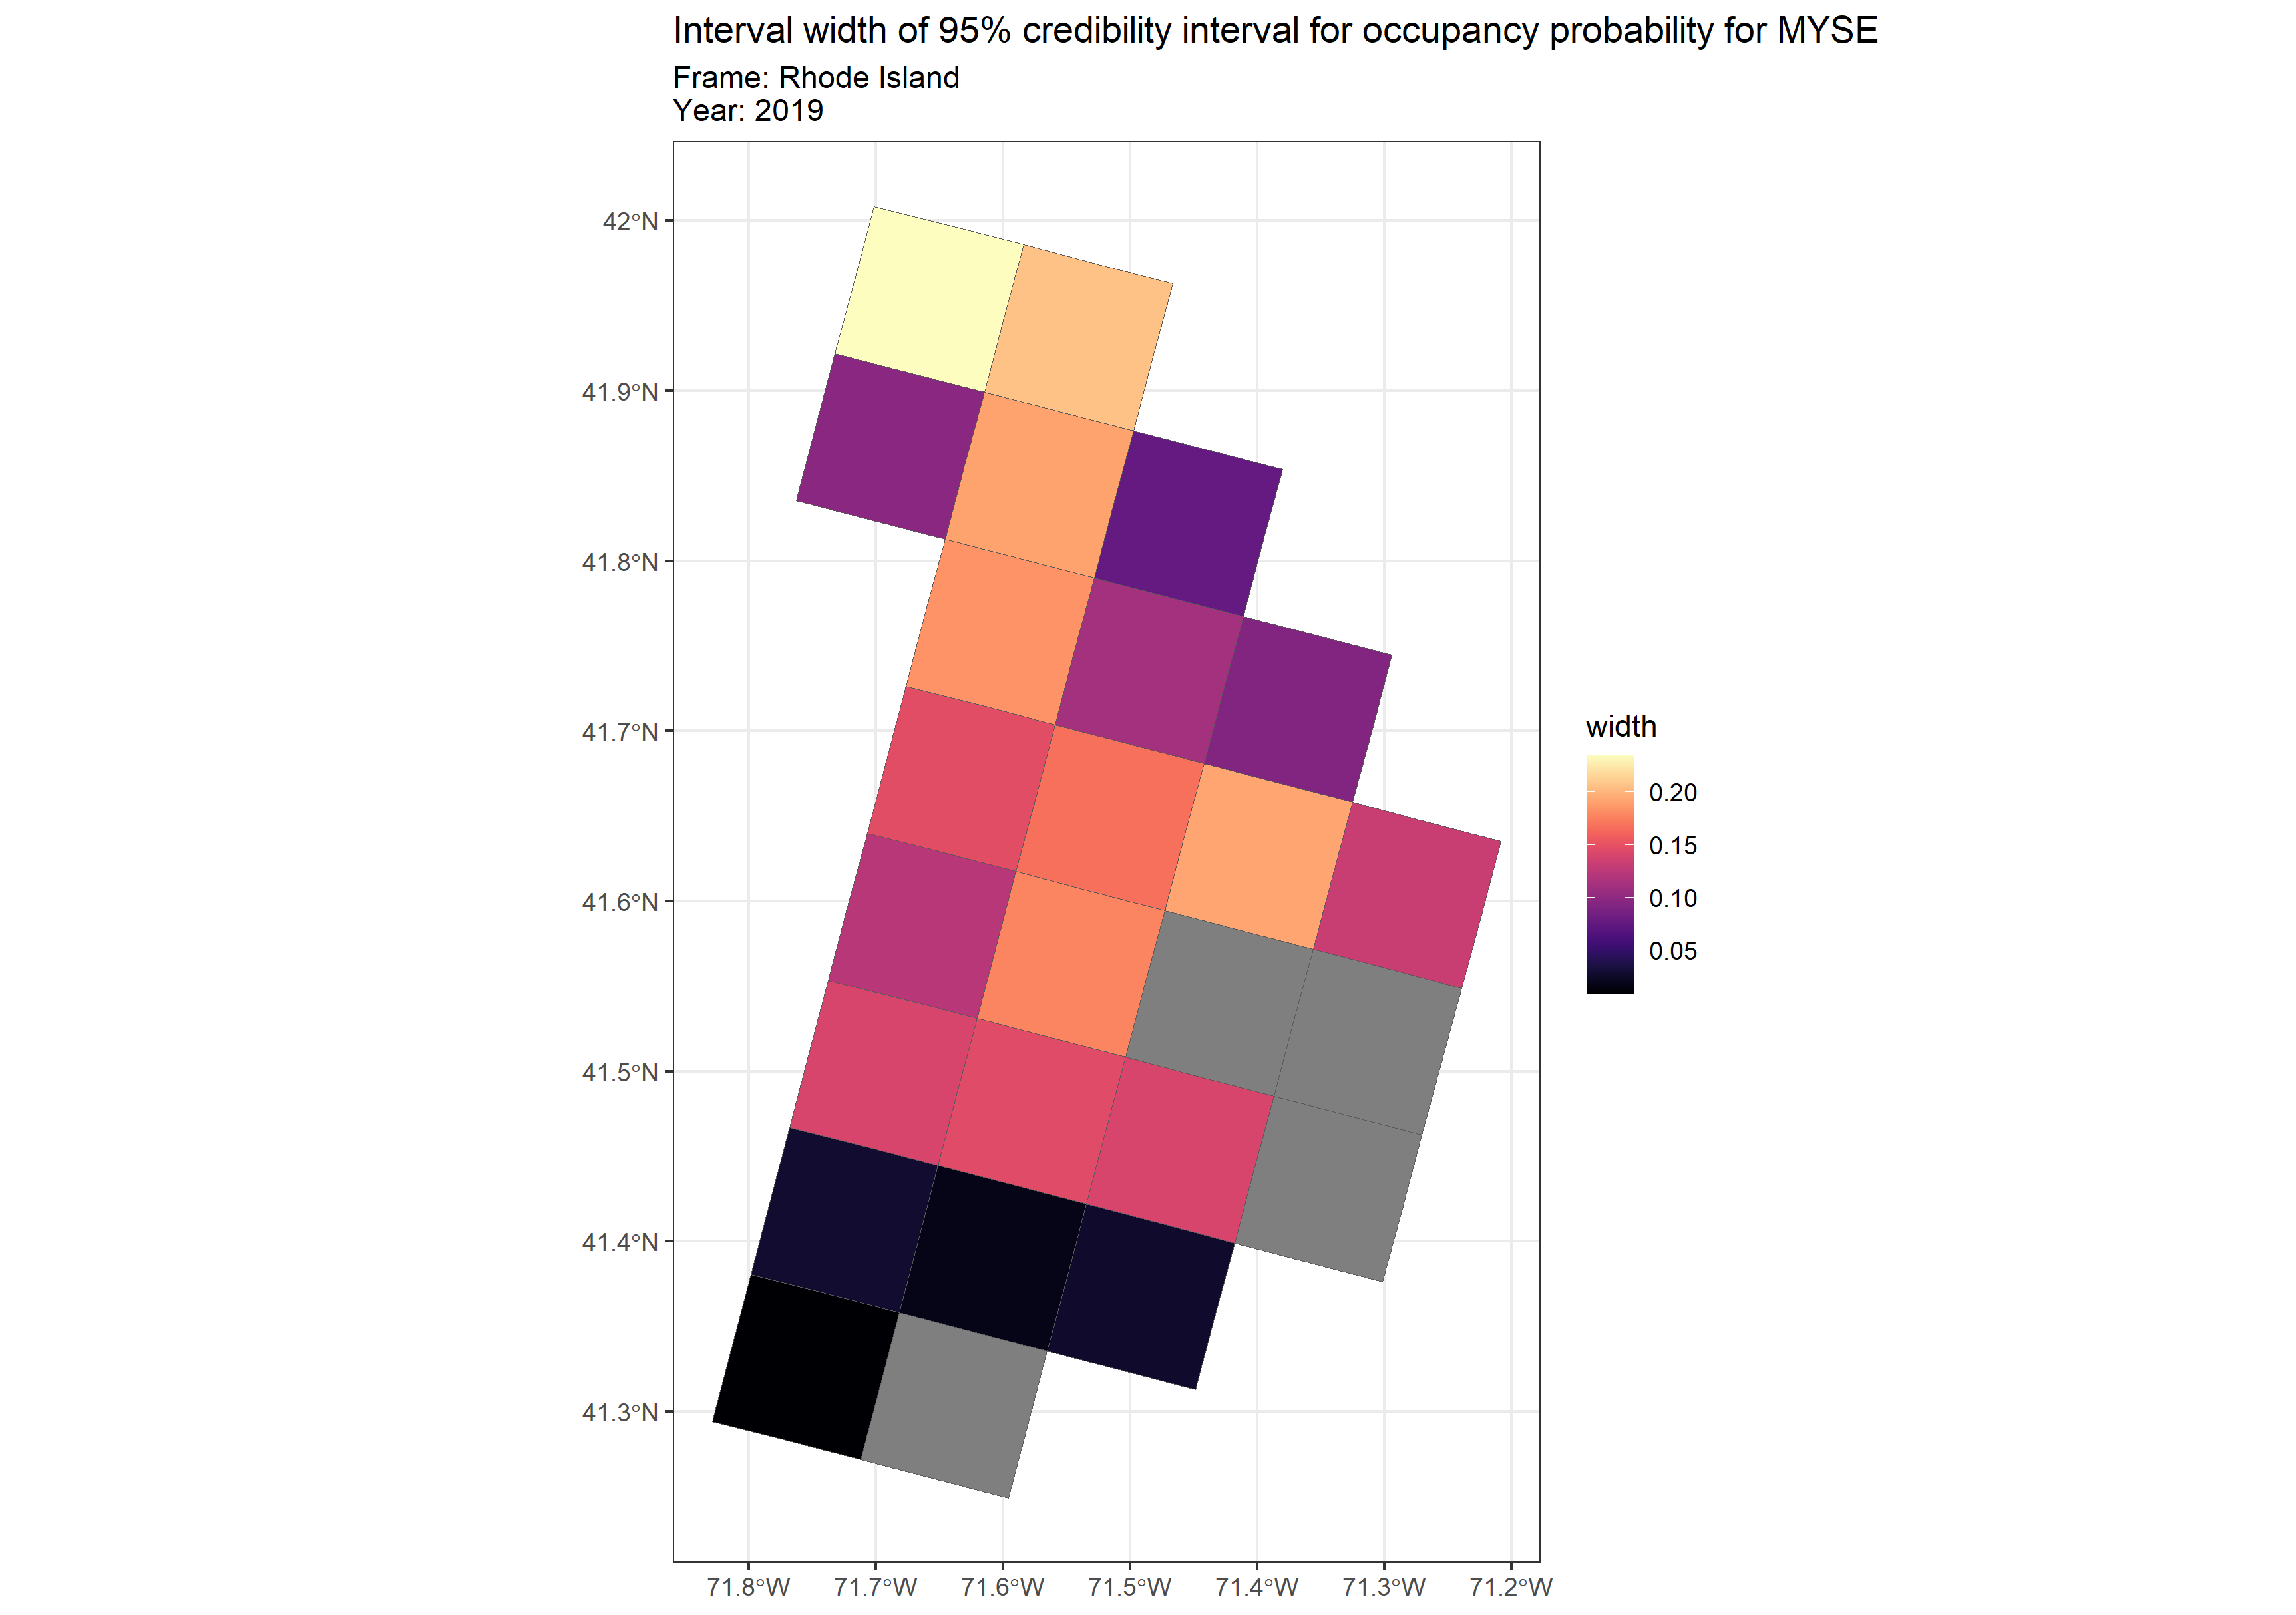 Interval width of 95% credibility interval for occupancy probability for MYSE
Frame: Rhode Island
Year: 2019
42°N
41.9°N
41.8°N
41.7°N
41.6°N
41.5°N
41.4°N
41.3°N
71.8°W 71.7°W 71.6°W 71.5°W 71.4°W 71.3°W 71.2°W
width
0.20
0.15
0.10
0.05